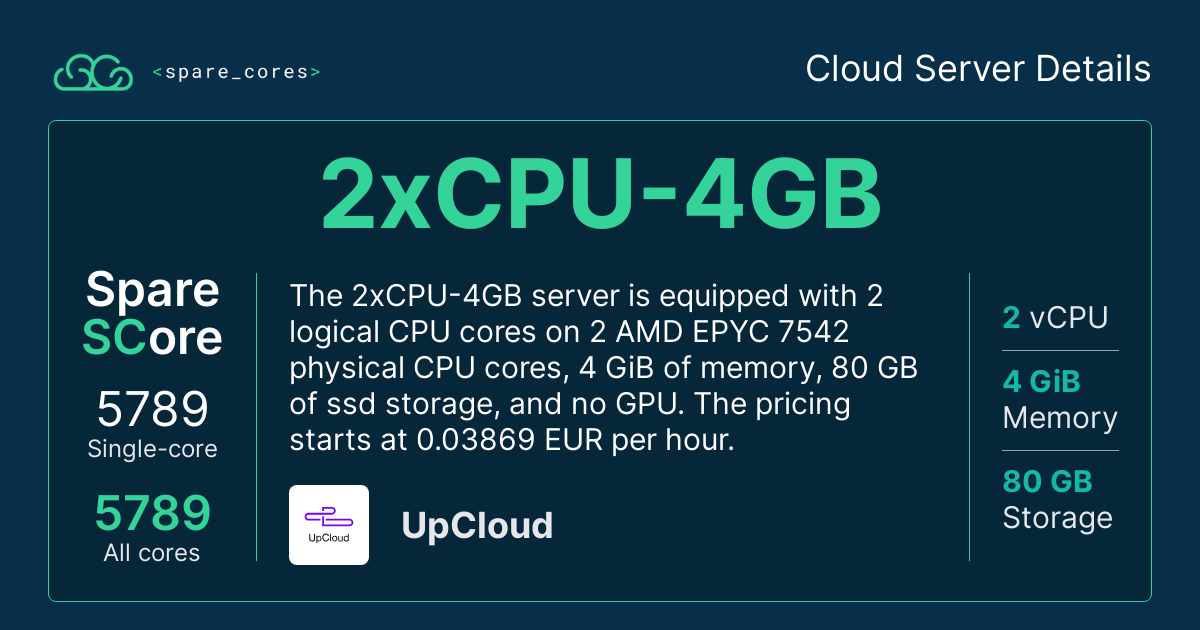 <spare_cores>
Cloud Server Details
2xCPU-4GB
Spare
SCore
5789
Single-core
5789
All cores
The 2xCPU-4GB server is equipped with 2
logical CPU cores on 2 AMD EPYC 7542
physical CPU cores, 4 GiB of memory, 80 GB
of ssd storage, and no GPU. The pricing
starts at 0.03869 EUR per hour.
UpCloud
UpCloud
2 vCPU
4 GiB
Memory
80 GB
Storage